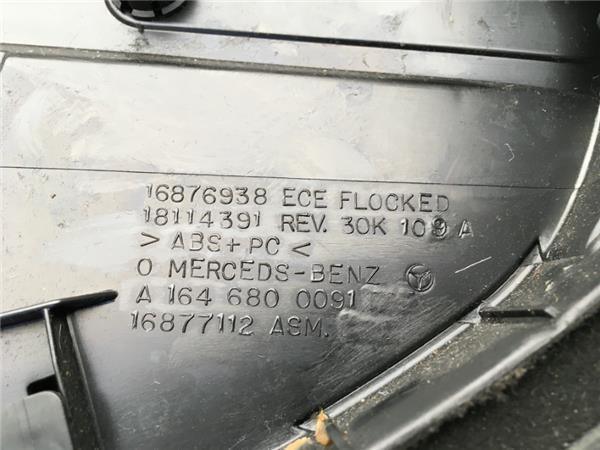 16876938 ECE FLOCKED
18114391 REV. 30K 109 A
> ABS+PC <
O MERCEDS-BENZ
A 164 680 0091
16877112 ASM.